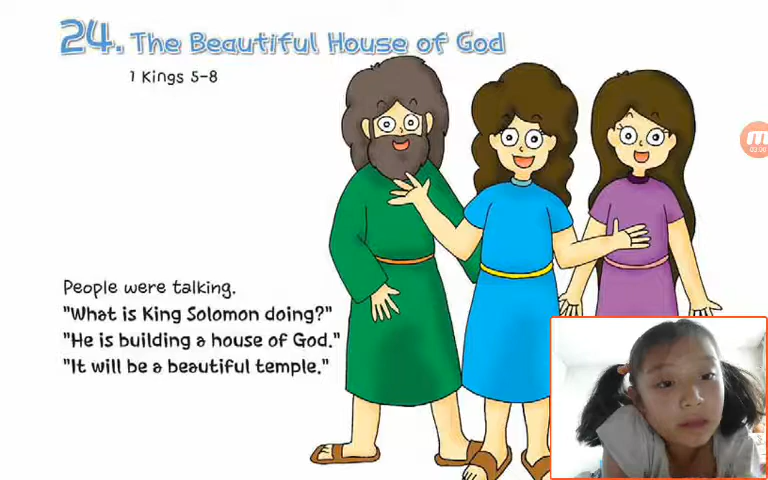 24. The Beautiful House of God
1 Kings 5-8
People were talking.
"What is King Solomon doing?"
"He is building a house of God."
"It will be a beautiful temple."